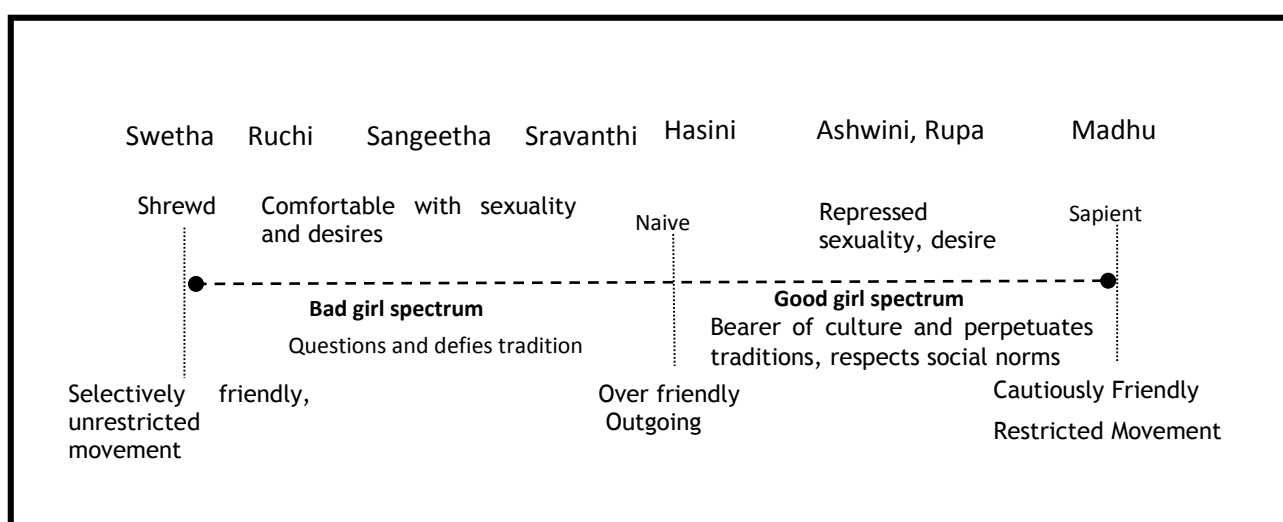 Swetha Ruchi Sangeetha Sravanthi Hasini Ashwini, Rupa Madhu
Shrewd
Comfortable with sexuality
and desires
Naive
Repressed
sexuality, desire
Sapient
Bad girl spectrum
Questions and defies tradition
Good girl spectrum
Bearer of culture and perpetuates
traditions, respects social norms
Selectively friendly,
unrestricted
movement
Over friendly
Outgoing
Cautiously Friendly
Restricted Movement